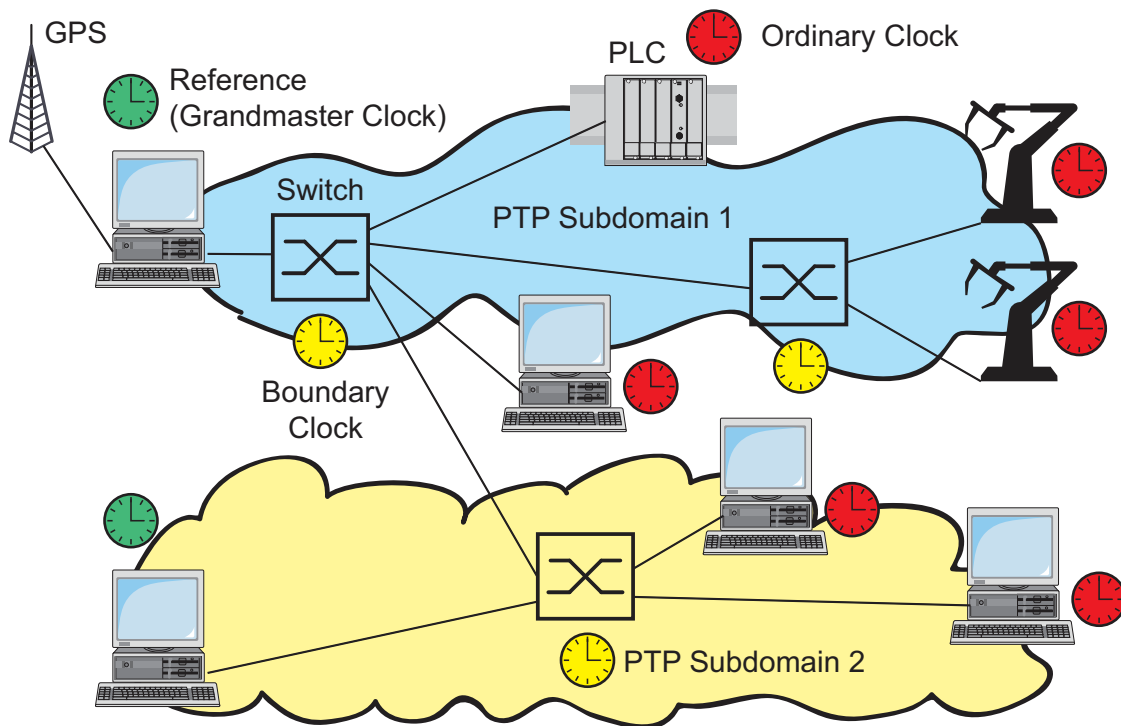 GPS
Reference
(Grandmaster Clock)
PLC
Ordinary Clock
Switch
PTP Subdomain 1
Boundary
Clock
PTP Subdomain 2